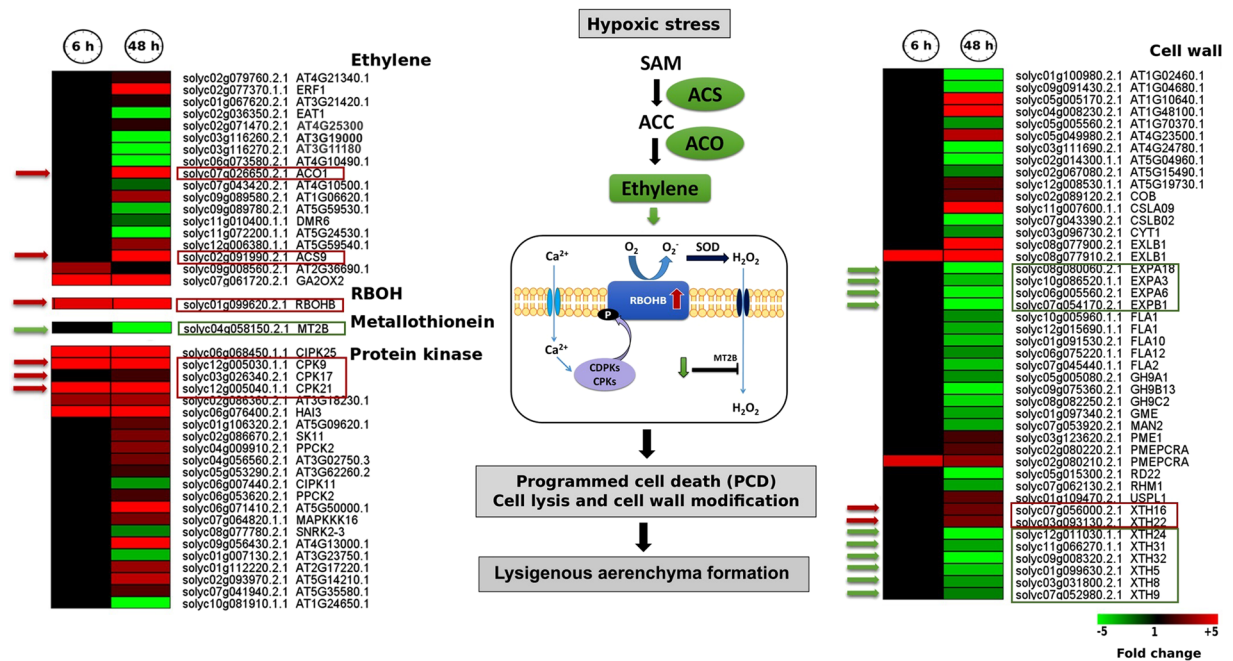 6 h 48 h
Ethylene
solyc02g079760.2.1 AT4G21340.1
solyc02g077370.1.1 ERF1
solyc01g067620.2.1 AT3G21420.1
solyc02g036350.2.1 EAT1
solyc02g071470.2.1 AT4G25300
solyc03g116260.2.1 AT3G19000
solyc03g116270.2.1 AT3G11180
solyc06g073580.2.1 AT4G10490.1
solyc07g026650.2.1 ACO1
solyc07g043420.2.1 AT4G10500.1
solyc09g089580.2.1 AT1G06620.1
solyc09g089780.2.1 AT5G59530.1
solyc11g010400.1.1 DMR6
solyc11g072200.1.1 AT5G24530.1
solyc12g006380.1.1 AT5G59540.1
solyc02g091990.2.1 ACS9
solyc09g008560.2.1 AT2G36690.1
solyc07g061720.2.1 GA2OX2
RBOH
solyc01g099620.2.1 RBOHB
Metallothionein
solyc04g058150.2.1 MT2B
Protein kinase
solyc06g068450.1.1 CIPK25
solyc12g005030.1.1 CPK9
solyc03g026340.2.1 CPK17
solyc12g005040.1.1 CPK21
solyc02g086360.2.1 AT3G18230.1
solyc06g076400.2.1 HAI3
solyc01g106320.2.1 AT5G09620.1
solyc02g086670.2.1 SK11
solyc04g009910.2.1 PPCK2
solyc04g056560.2.1 AT3G02750.3
solyc05g053290.2.1 AT3G62260.2
solyc06g007440.2.1 CIPK11
solyc06g053620.2.1 PPCK2
solyc06g071410.2.1 AT5G50000.1
solyc07g064820.1.1 MAPKKK16
solyc08g077780.2.1 SNRK2-3
solyc09g056430.2.1 AT4G13000.1
solyc01g007130.2.1 AT3G23750.1
solyc01g112220.2.1 AT2G17220.1
solyc02g093970.2.1 AT5G14210.1
solyc07g041940.2.1 AT5G35580.1
solyc10g081910.1.1 AT1G24650.1
Hypoxic stress
SAM
ACS
ACC
ACO
Ethylene
Ca2+
O2 O2- SOD H2O2
RBOHB
P
Ca2+
CDPKs
CPKs
MT2B
H2O2
Programmed cell death (PCD)
Cell lysis and cell wall modification
Lysigenous aerenchyma formation
6 h 48 h
Cell wall
solyc01g100980.2.1 AT1G02460.1
solyc09g091430.2.1 AT1G04680.1
solyc05g005170.2.1 AT1G10640.1
solyc04g008230.2.1 AT1G48100.1
solyc05g005560.2.1 AT1G70370.1
solyc05g049980.2.1 AT4G23500.1
solyc03g111690.2.1 AT4G24780.1
solyc02g014300.1.1 AT5G04960.1
solyc02g067080.2.1 AT5G15490.1
solyc12g008530.1.1 AT5G19730.1
solyc02g089120.2.1 COB
solyc11g007600.1.1 CSLA09
solyc07g043390.2.1 CSLB02
solyc03g096730.2.1 CYT1
solyc08g077900.2.1 EXLB1
solyc08g077910.2.1 EXLB1
solyc08g080060.2.1 EXPA18
solyc10g086520.1.1 EXPA3
solyc06g005560.2.1 EXPA6
solyc07g054170.2.1 EXPB1
solyc10g005960.1.1 FLA1
solyc12g015690.1.1 FLA1
solyc01g091530.2.1 FLA10
solyc06g075220.1.1 FLA12
solyc07g045440.1.1 FLA2
solyc05g005080.2.1 GH9A1
solyc09g075360.2.1 GH9B13
solyc08g082250.2.1 GH9C2
solyc01g097340.2.1 GME
solyc07g053920.2.1 MAN2
solyc03g123620.2.1 PME1
solyc02g080220.2.1 PMEPCRA
solyc02g080210.2.1 PMEPCRA
solyc05g015300.2.1 RD22
solyc07g062130.2.1 RHM1
solyc01g109470.2.1 USPL1
solyc07g056000.2.1 XTH16
solyc03g093130.2.1 XTH22
solyc12g011030.1.1 XTH24
solyc11g066270.1.1 XTH31
solyc09g008320.2.1 XTH32
solyc01g099630.2.1 XTH5
solyc03g031800.2.1 XTH8
solyc07g052980.2.1 XTH9
-5 1 +5
Fold change